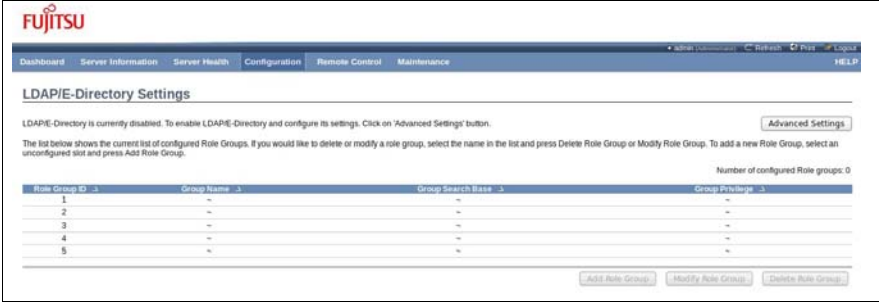 FUJITSU
• admin (Administrator) Refresh Print Logout
Dashboard Server Information Server Health Configuration Remote Control Maintenance HELP
LDAP/E-Directory Settings
LDAP/E-Directory is currently disabled. To enable LDAP/E-Directory and configure its settings. Click on 'Advanced Settings' button.
Advanced Settings
The list below shows the current list of configured Role Groups. If you would like to delete or modify a role group, select the name in the list and press Delete Role Group or Modify Role Group. To add a new Role Group, select an
unconfigured slot and press Add Role Group.
Number of configured Role groups: 0
Role Group ID Group Name Group Search Base Group Privilege
1 ~ ~ ~
2 ~ ~ ~
3 ~ ~ ~
4 ~ ~ ~
5 ~ ~ ~
Add Role Group Modify Role Group Delete Role Group